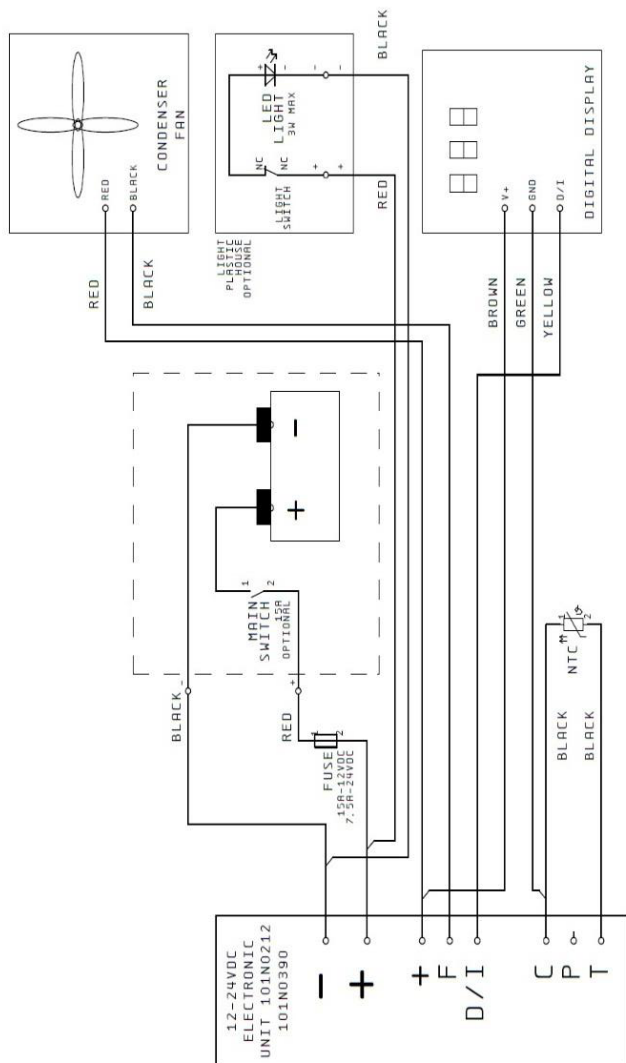 CONDENSER
FAN
RED
BLACK
RED
BLACK
LED
LIGHT
3W MAX
+
-
-
-
NC
NC
+
+
LIGHT
SWITCH
LIGHT
PLASTIC
HOUSE
OPTIONAL
BLACK
RED
DIGITAL DISPLAY
V+
GND
D/I
BROWN
GREEN
YELLOW
-
+
1
2
MAIN
SWITCH
15A
OPTIONAL
-
+
BLACK
RED
1
2
FUSE
15A-12VDC
7.5A-24VDC
NTC
1
2
BLACK
BLACK
12-24VDC
ELECTRONIC
UNIT 101N0212
101N0390
-
+
+
F
D/I
C
P
T